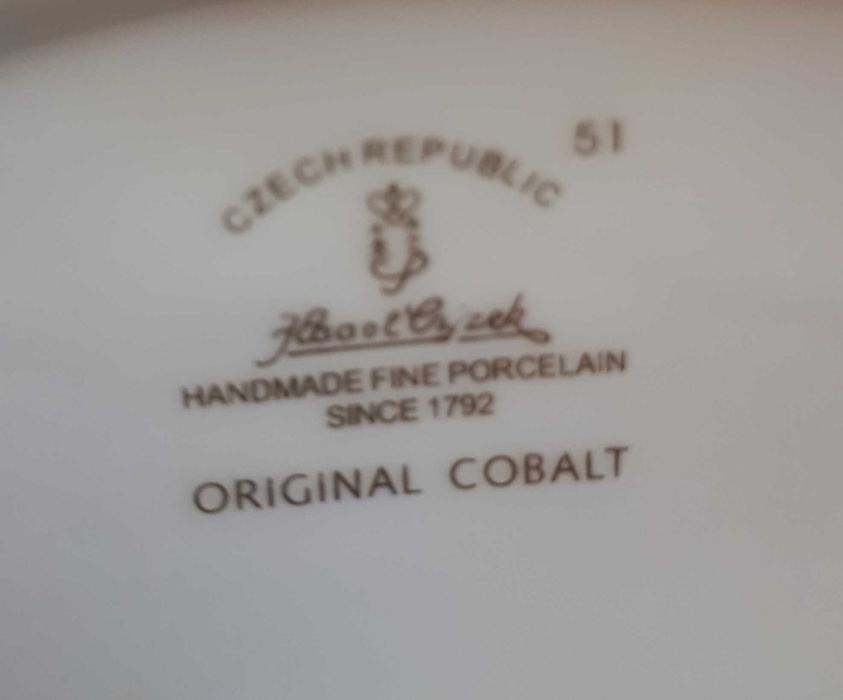 51
CZECH REPUBLIC
HANDMADE FINE PORCELAIN
SINCE 1792
ORIGINAL COBALT